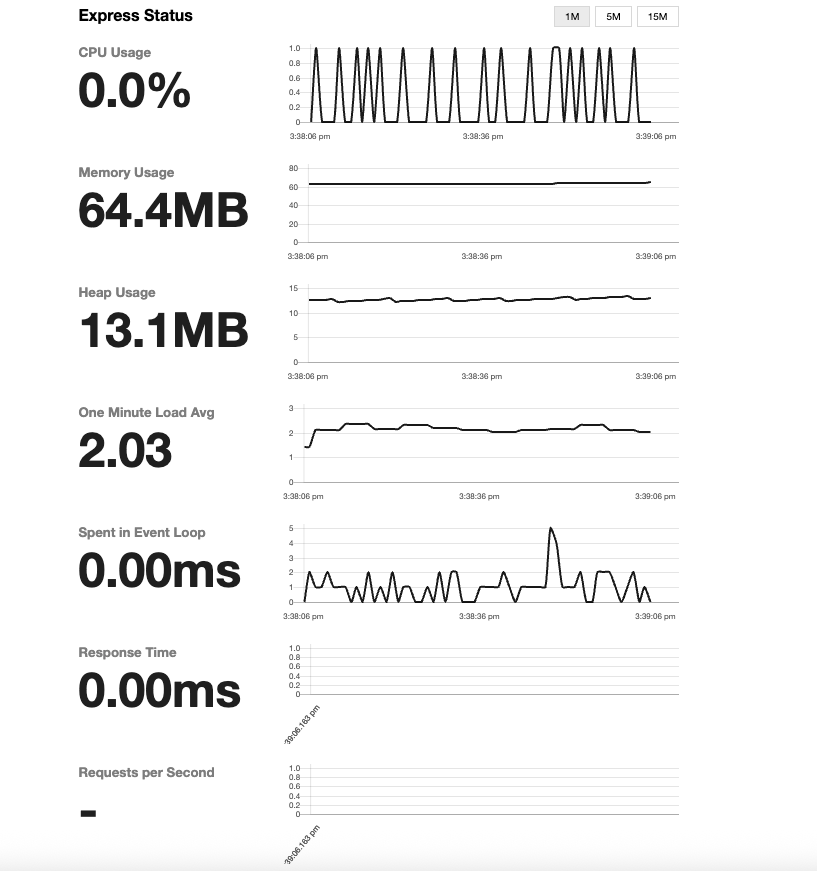 Express Status
1M 5M 15M
CPU Usage
0.0%
1.0
0.8
0.6
0.4
0.2
0
3:38:06 pm 3:38:36 pm 3:39:06 pm
Memory Usage
64.4MB
80
60
40
20
0
3:38:06 pm 3:38:36 pm 3:39:06 pm
Heap Usage
13.1MB
15
10
5
0
3:38:06 pm 3:38:36 pm 3:39:06 pm
One Minute Load Avg
2.03
3
2
1
0
3:38:06 pm 3:38:36 pm 3:39:06 pm
Spent in Event Loop
0.00ms
5
4
3
2
1
0
3:38:06 pm 3:38:36 pm 3:39:06 pm
Response Time
0.00ms
1.0
0.8
0.6
0.4
0.2
0
39:06.163 pm
Requests per Second
-
1.0
0.8
0.6
0.4
0.2
0
39:06.163 pm